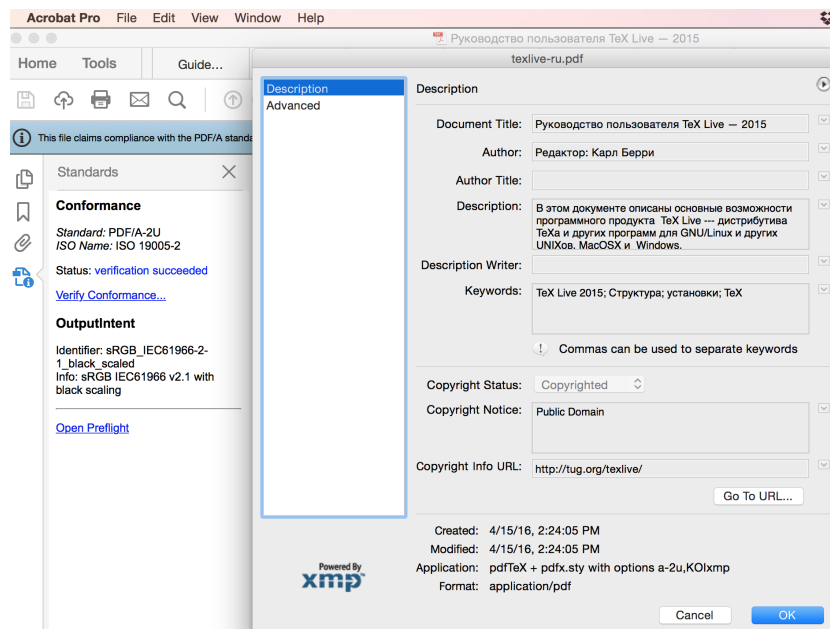 Acrobat Pro File Edit View Window Help
Руководство пользователя TeX Live — 2015
Home Tools Guide...
texlive-ru.pdf
This file claims compliance with the PDF/A standa
Standards
Conformance
Standard: PDF/A-2U
ISO Name: ISO 19005-2
Status: verification succeeded
Verify Conformance...
OutputIntent
Identifier: sRGB_IEC61966-2-
1_black_scaled
Info: sRGB IEC61966 v2.1 with
black scaling
Open Preflight
Description
Advanced
Powered By
xmp
Description
Document Title: Руководство пользователя TeX Live — 2015
Author: Редактор: Карл Берри
Author Title:
Description: В этом документе описаны основные возможности
программного продукта TeX Live --- дистрибутива
TeXа и других программ для GNU/Linux и других
UNIXов, MacOSX и Windows.
Description Writer:
Keywords: TeX Live 2015; Структура; установки; TeX
! Commas can be used to separate keywords
Copyright Status: Copyrighted
Copyright Notice: Public Domain
Copyright Info URL: http://tug.org/texlive/
Go To URL...
Created: 4/15/16, 2:24:05 PM
Modified: 4/15/16, 2:24:05 PM
Application: pdfTeX + pdfx.sty with options a-2u,KOIxmp
Format: application/pdf
Cancel OK